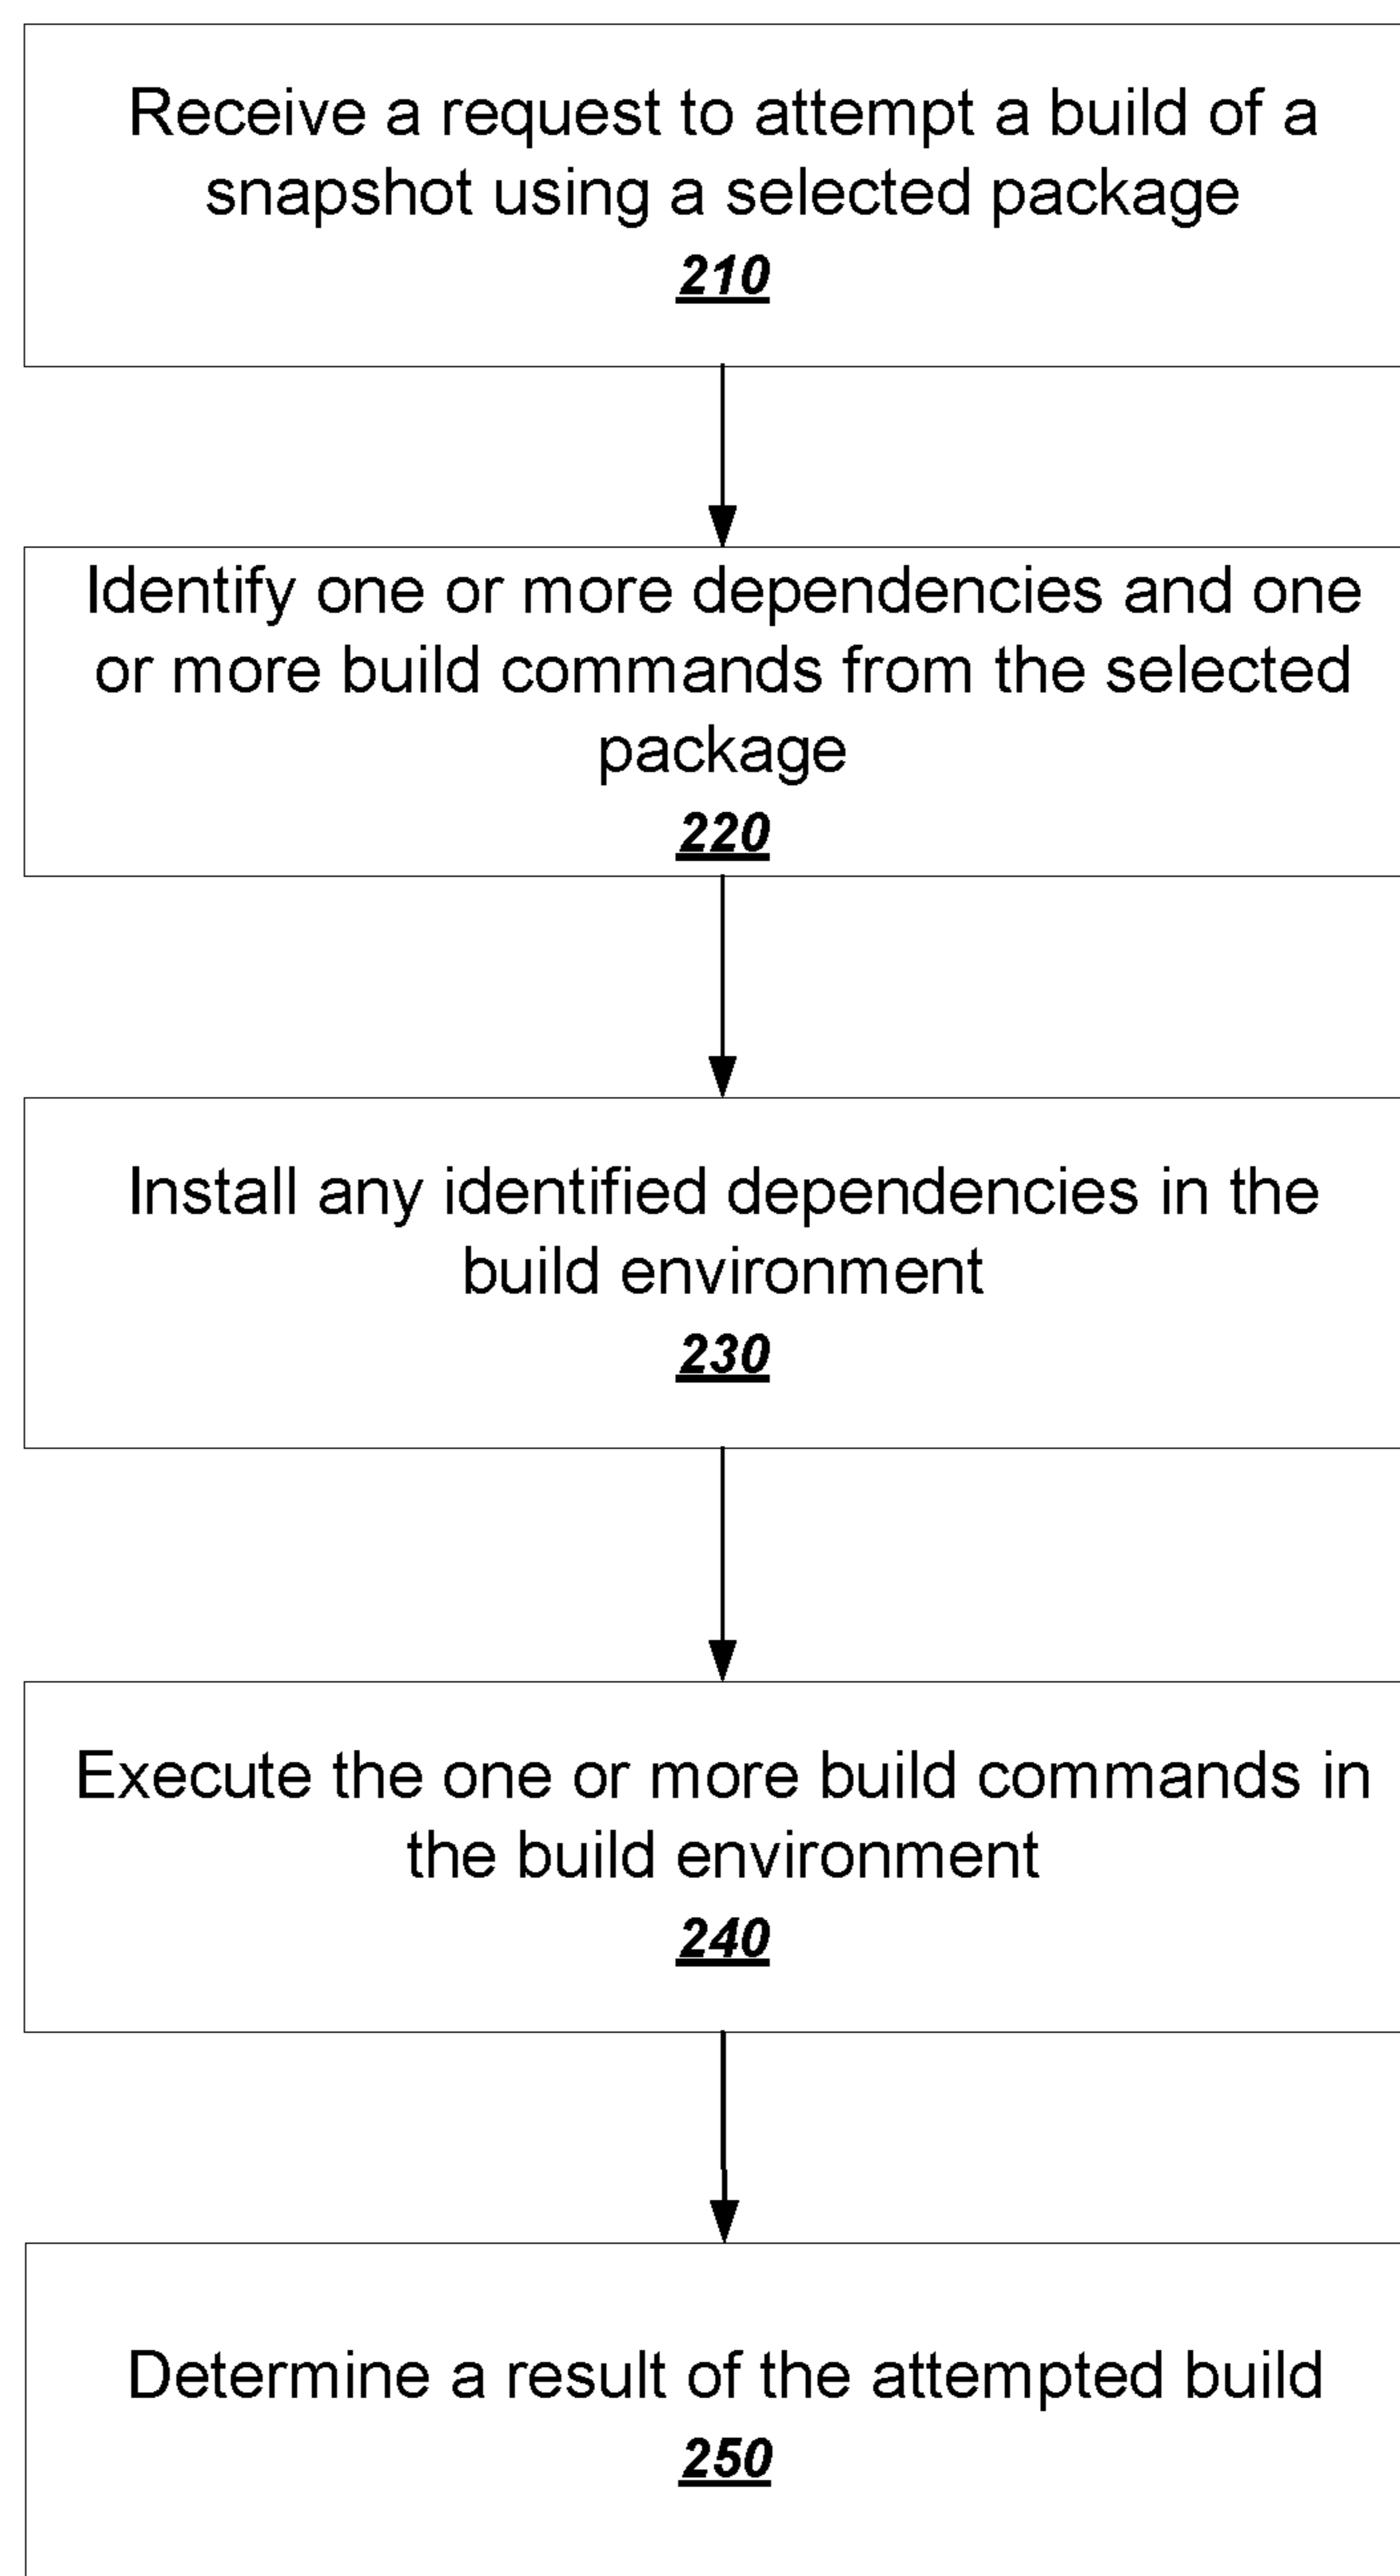 Receive a request to attempt a build of a
snapshot using a selected package
210
Identify one or more dependencies and one
or more build commands from the selected
package
220
Install any identified dependencies in the
build environment
230
Execute the one or more build commands in
the build environment
240
Determine a result of the attempted build
250